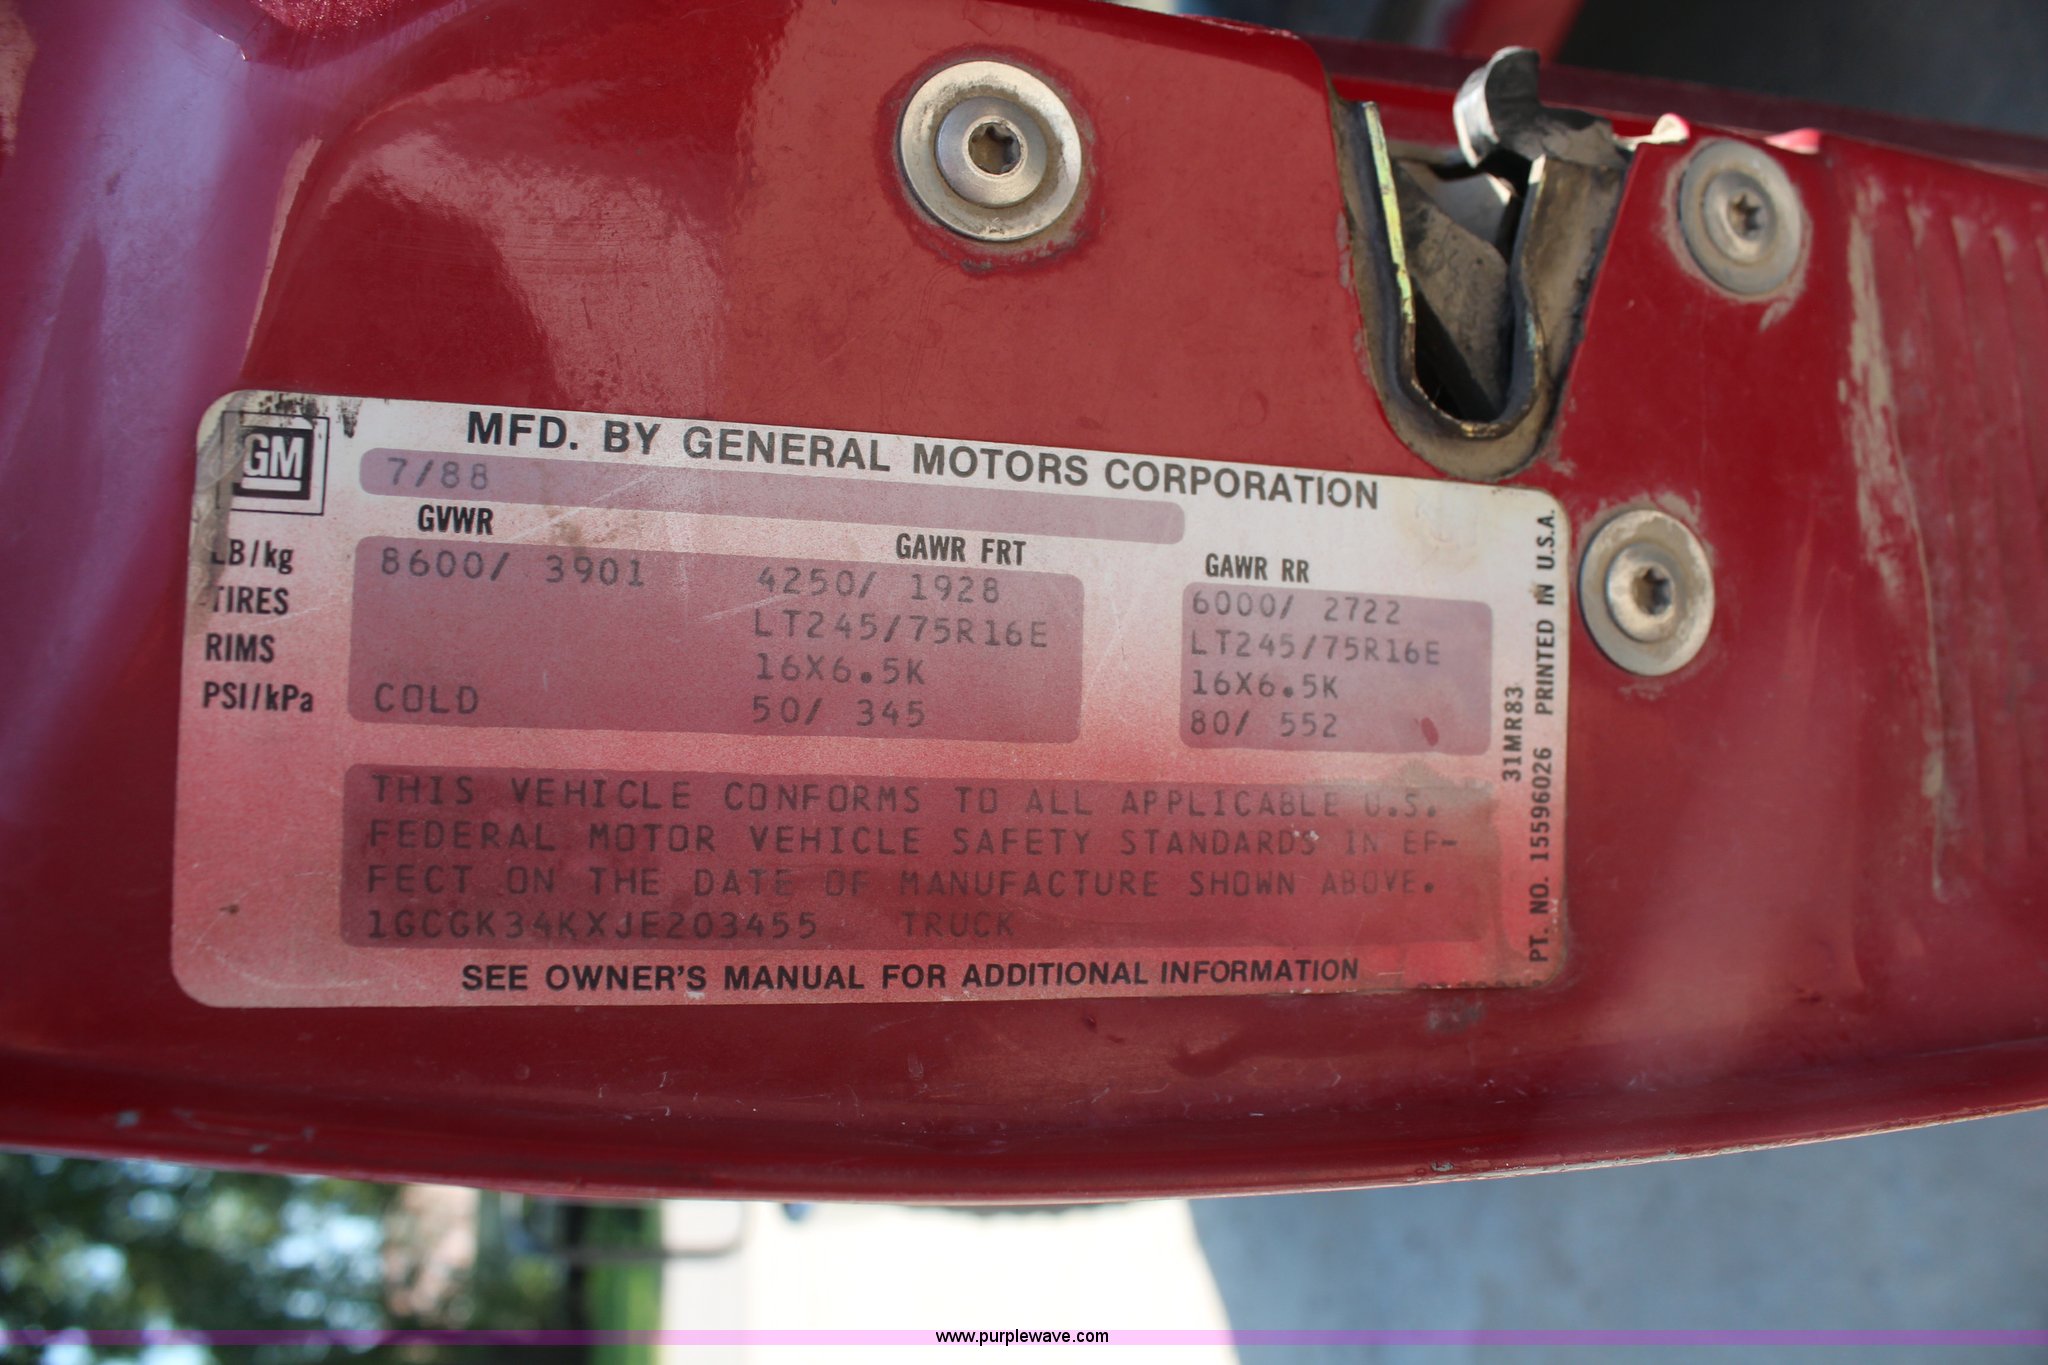 GM
MFD. BY GENERAL MOTORS CORPORATION
7/88
GVWR GAWR FRT GAWR RR
LB/kg 8600/ 3901 4250/ 1928 6000/ 2722
TIRES LT245/75R16E LT245/75R16E
RIMS 16X6.5K 16X6.5K
PSI/kPa COLD 50/ 345 80/ 552
THIS VEHICLE CONFORMS TO ALL APPLICABLE U.S.
FEDERAL MOTOR VEHICLE SAFETY STANDARDS IN EF-
FECT ON THE DATE OF MANUFACTURE SHOWN ABOVE.
1GCGK34KXJE203455 TRUCK
SEE OWNER'S MANUAL FOR ADDITIONAL INFORMATION
31MR83
PT. NO. 15596026 PRINTED IN U.S.A.
www.purplewave.com